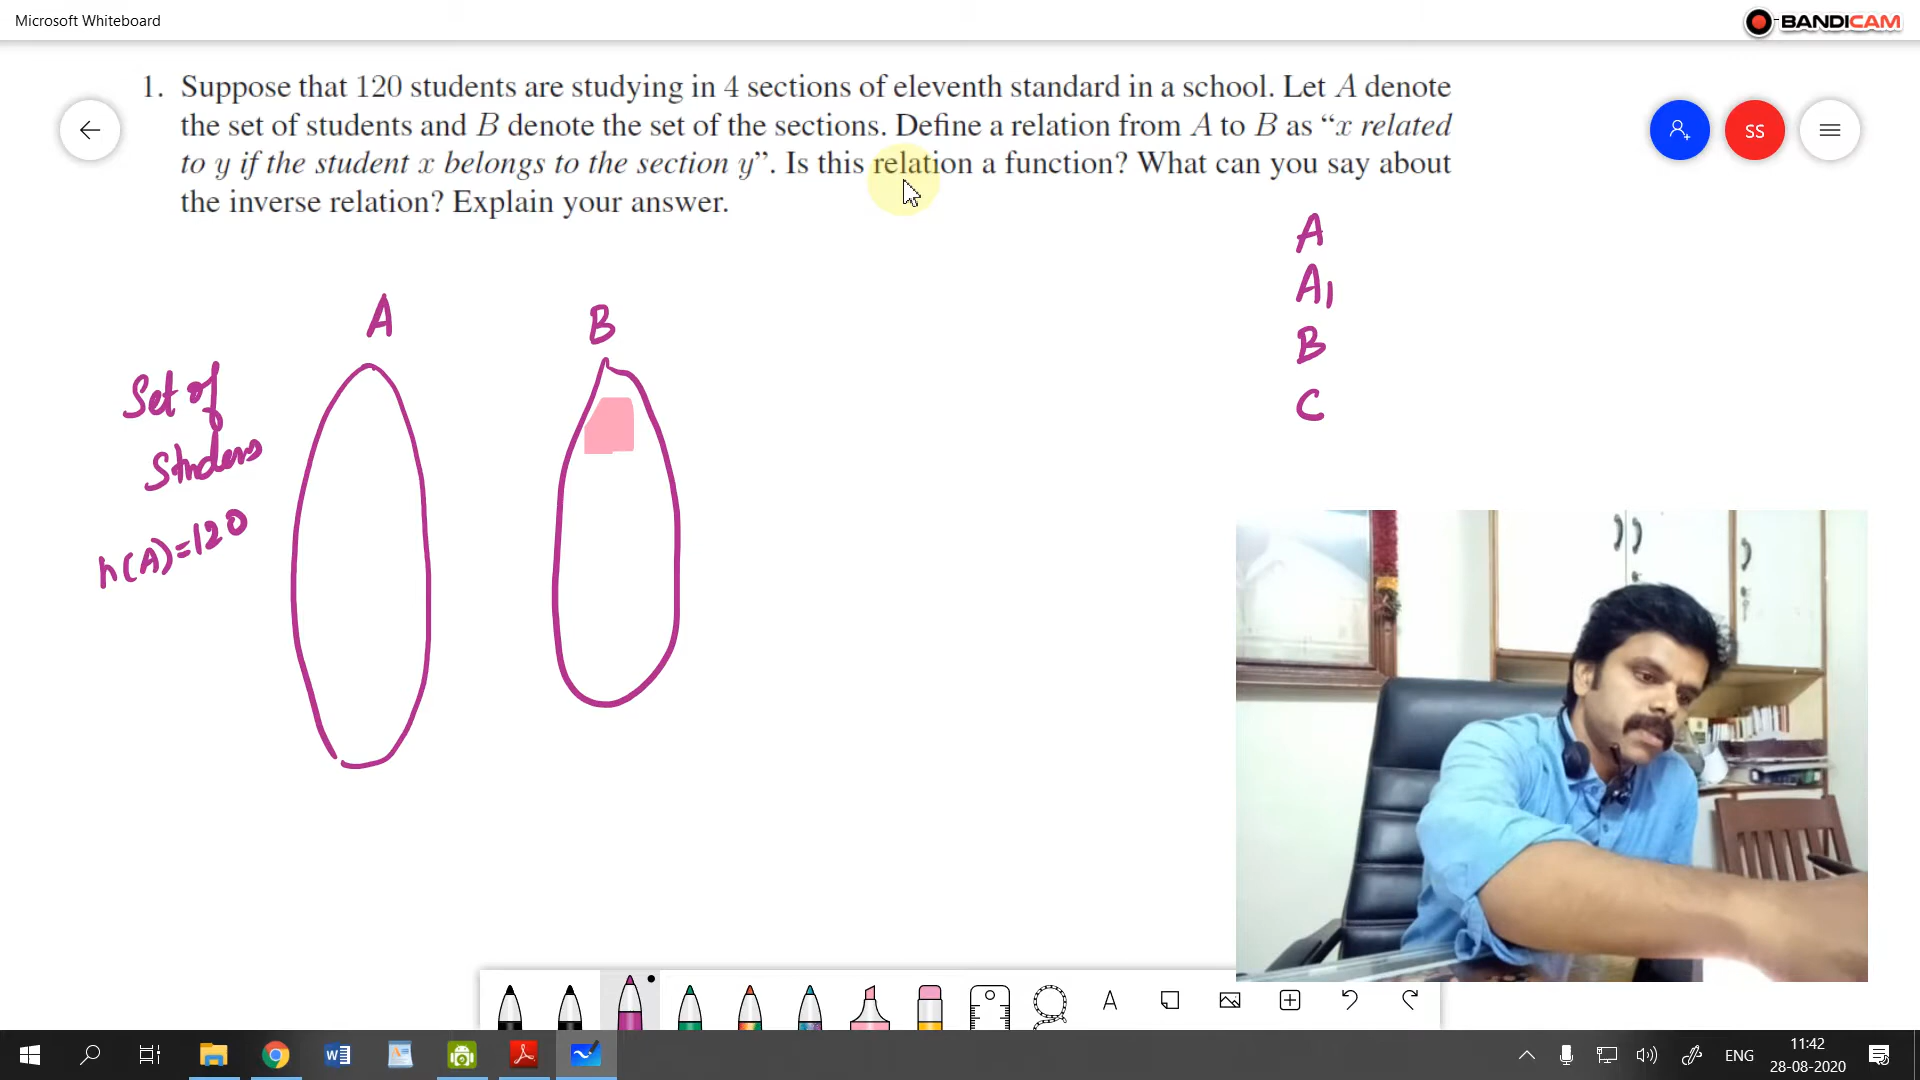 Microsoft Whiteboard
BANDICAM
1. Suppose that 120 students are studying in 4 sections of eleventh standard in a school. Let A denote
the set of students and B denote the set of the sections. Define a relation from A to B as “x related
to y if the student x belongs to the section y”. Is this relation a function? What can you say about
the inverse relation? Explain your answer.
SS
A
A1
B
C
A
B
Set of
n(A)=120
A
ENG
11:42
28-08-2020